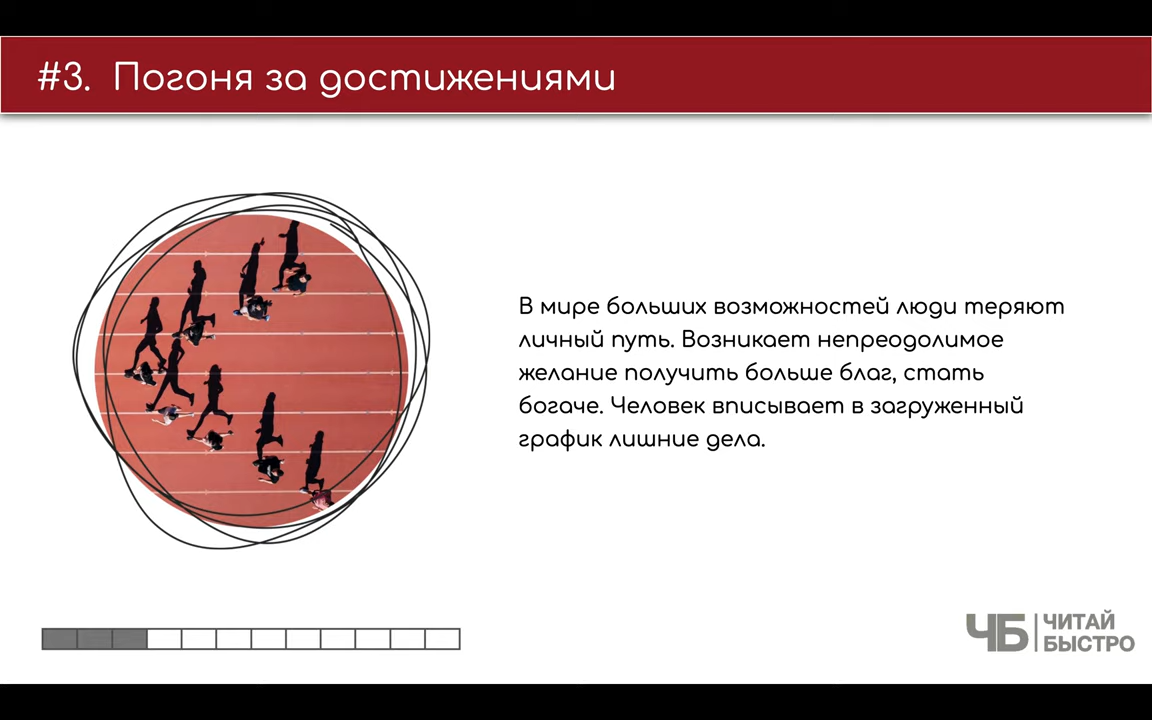 #3. Погоня за достижениями
В мире больших возможностей люди теряют
личный путь. Возникает непреодолимое
желание получить больше благ, стать
богаче. Человек вписывает в загруженный
график лишние дела.
ЧБ
ЧИТАЙ
БЫСТРО